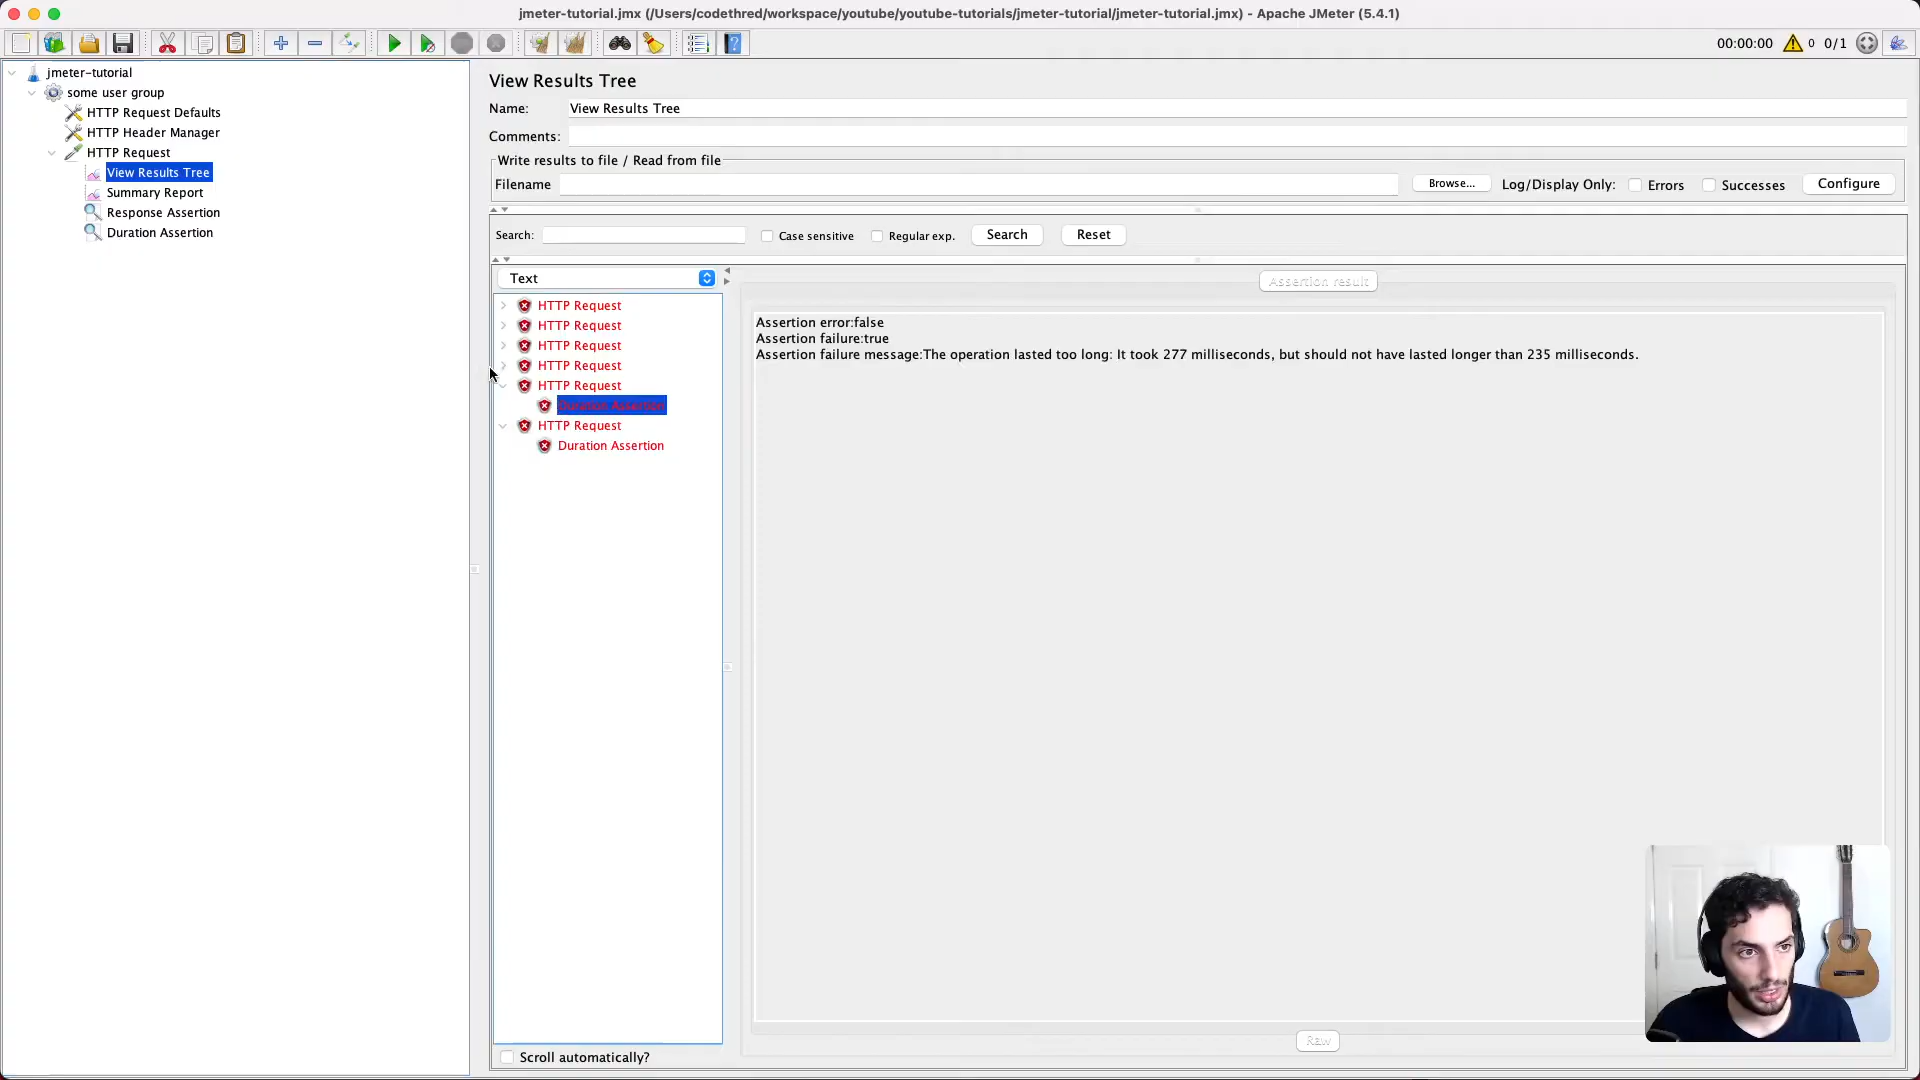 jmeter-tutorial.jmx (/Users/codethred/workspace/youtube/youtube-tutorials/jmeter-tutorial/jmeter-tutorial.jmx) - Apache JMeter (5.4.1)
00:00:00 0 0/1
jmeter-tutorial
some user group
HTTP Request Defaults
HTTP Header Manager
HTTP Request
View Results Tree
Summary Report
Response Assertion
Duration Assertion
View Results Tree
Name: View Results Tree
Comments:
Write results to file / Read from file
Filename Browse... Log/Display Only: Errors Successes Configure
Search: Case sensitive Regular exp. Search Reset
Text
HTTP Request
HTTP Request
HTTP Request
HTTP Request
HTTP Request
Duration Assertion
HTTP Request
Duration Assertion
Scroll automatically?
Assertion result
Assertion error:false
Assertion failure:true
Assertion failure message:The operation lasted too long: It took 277 milliseconds, but should not have lasted longer than 235 milliseconds.
Raw